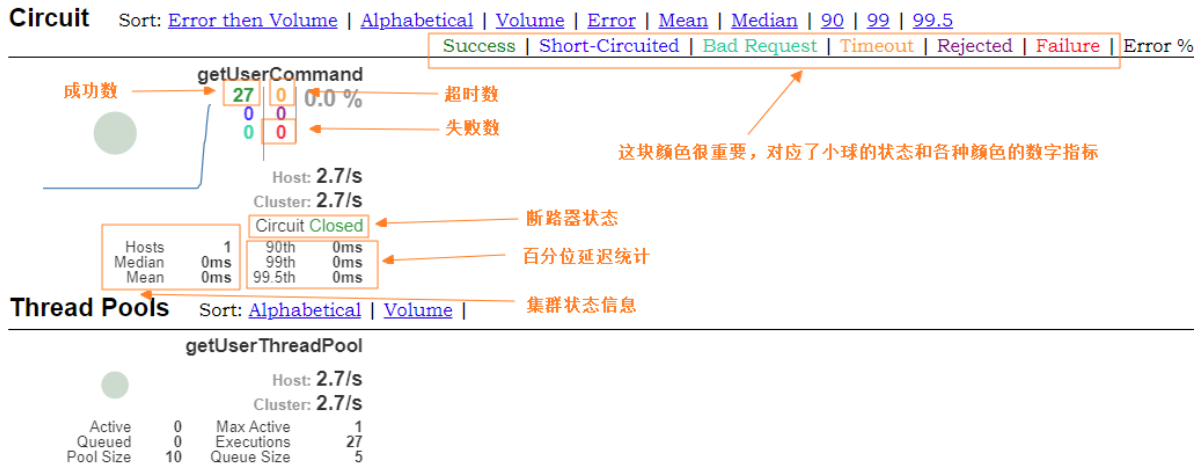 Circuit Sort: Error then Volume | Alphabetical | Volume | Error | Mean | Median | 90 | 99 | 99.5
Success | Short-Circuited | Bad Request | Timeout | Rejected | Failure | Error %
getUserCommand
成功数 27 0 0.0 % 超时数
0 0
0 0 失败数
这块颜色很重要，对应了小球的状态和各种颜色的数字指标
Host: 2.7/s
Cluster: 2.7/s
Circuit Closed 断路器状态
Hosts 1 90th 0ms
Median 0ms 99th 0ms 百分位延迟统计
Mean 0ms 99.5th 0ms
集群状态信息
Thread Pools Sort: Alphabetical | Volume |
getUserThreadPool
Host: 2.7/s
Cluster: 2.7/s
Active 0 Max Active 1
Queued 0 Executions 27
Pool Size 10 Queue Size 5